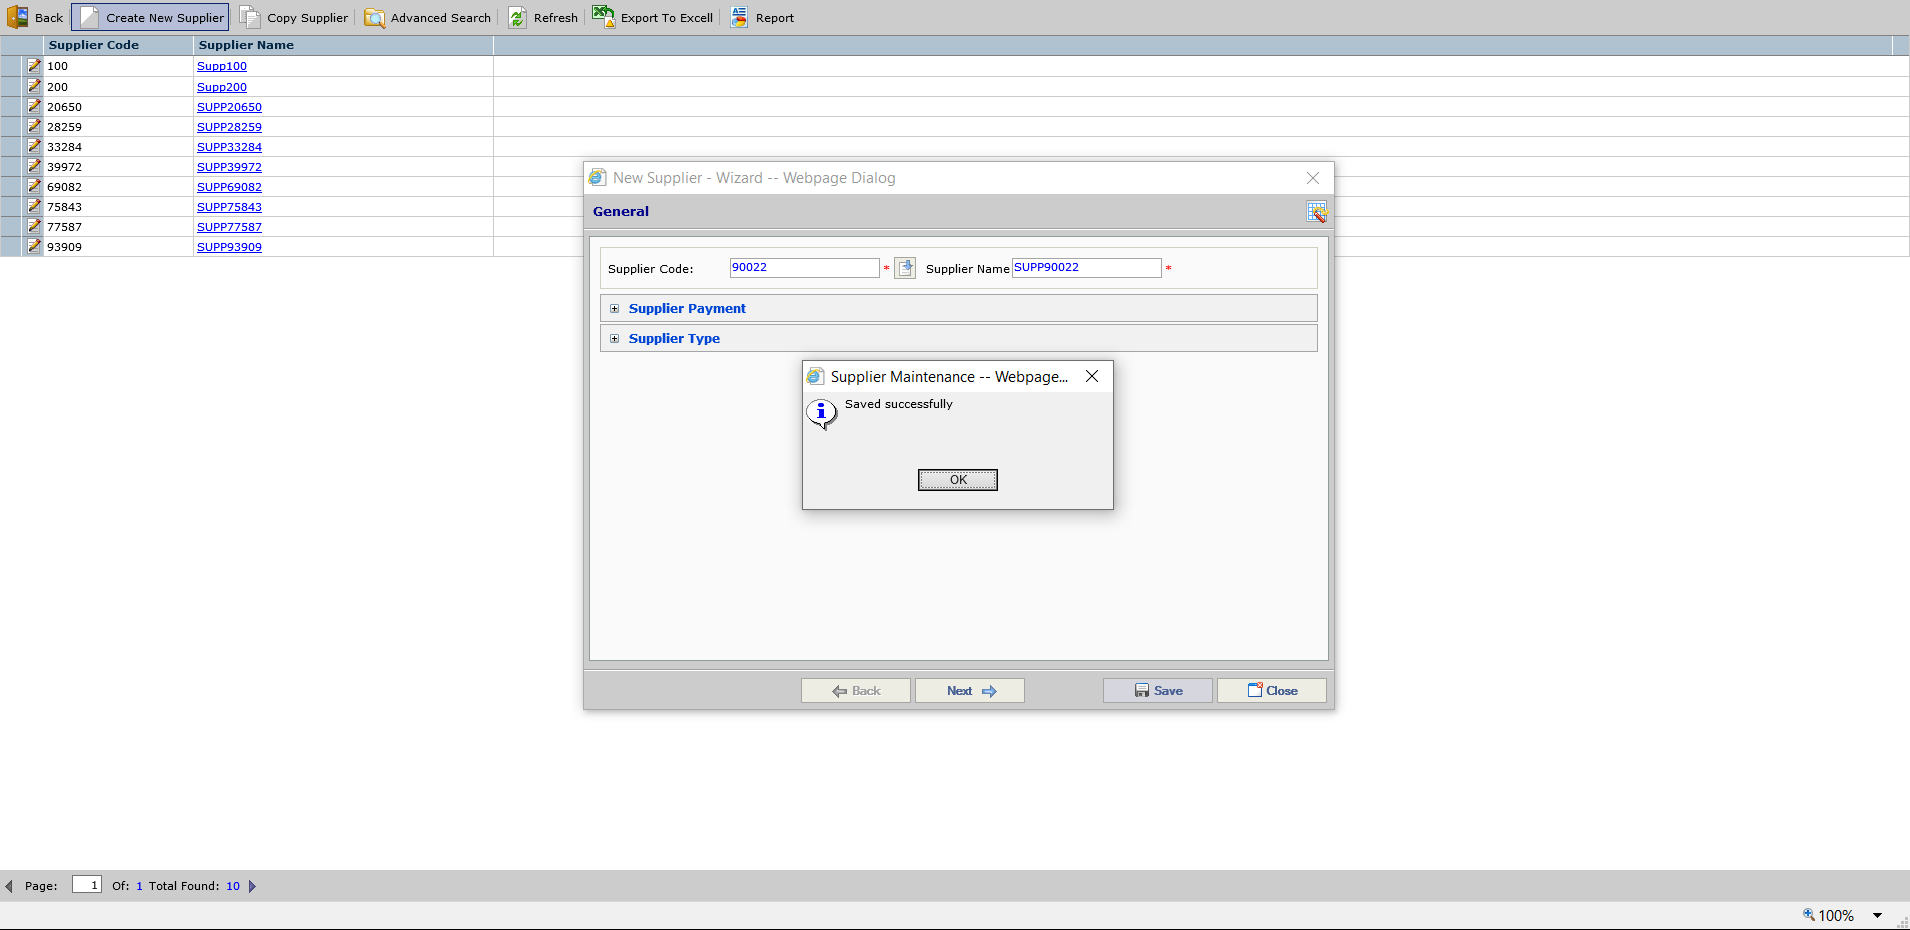 Back Create New Supplier Copy Supplier Advanced Search Refresh Export To Excell Report
Supplier Code Supplier Name
100 Supp100
200 Supp200
20650 SUPP20650
28259 SUPP28259
33284 SUPP33284
39972 SUPP39972
69082 SUPP69082
75843 SUPP75843
77587 SUPP77587
93909 SUPP93909
New Supplier - Wizard -- Webpage Dialog
General
Supplier Code: 90022 * Supplier Name SUPP90022 *
Supplier Payment
Supplier Type
Supplier Maintenance -- Webpage...
Saved successfully
OK
Back Next Save Close
Page: 1 Of: 1 Total Found: 10
100%